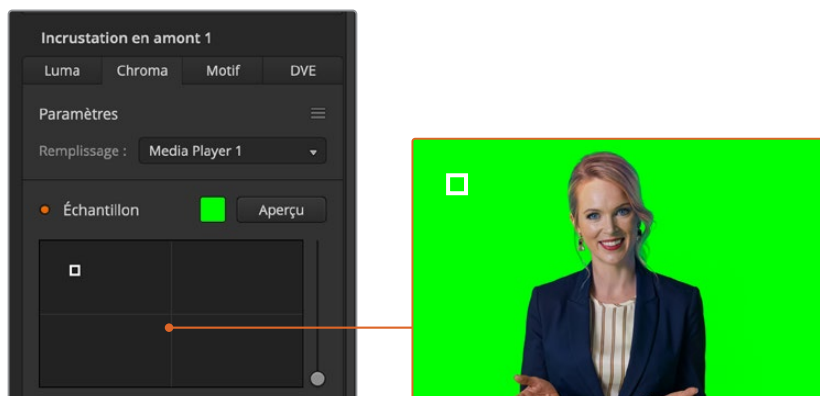 Incrustation en amont 1
Luma Chroma Motif DVE
Paramètres
Remplissage : Media Player 1
Échantillon Aperçu